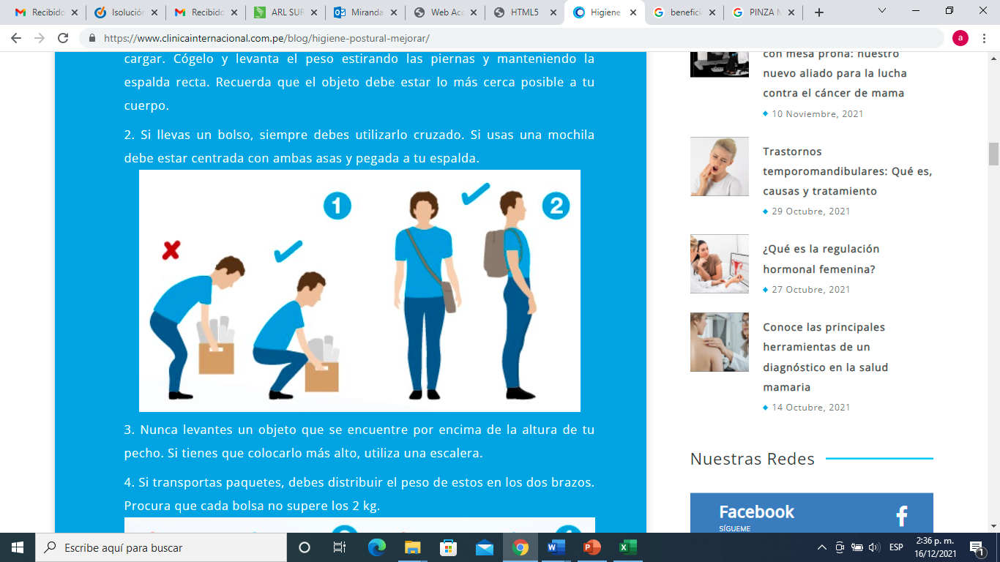 Recibido
Isolución
Recibido
ARL SUR
Miranda
Web Acc
HTML5
Higiene
benefici
PINZA M
https://www.clinicainternacional.com.pe/blog/higiene-postural-mejorar/
a
cargar. Cógelo y levanta el peso estirando las piernas y manteniendo la
espalda recta. Recuerda que el objeto debe estar lo más cerca posible a tu
cuerpo.
2. Si llevas un bolso, siempre debes utilizarlo cruzado. Si usas una mochila
debe estar centrada con ambas asas y pegada a tu espalda.
1
2
3. Nunca levantes un objeto que se encuentre por encima de la altura de tu
pecho. Si tienes que colocarlo más alto, utiliza una escalera.
4. Si transportas paquetes, debes distribuir el peso de estos en los dos brazos.
Procura que cada bolsa no supere los 2 kg.
con mesa prona: nuestro
nuevo aliado para la lucha
contra el cáncer de mama
10 Noviembre, 2021
Trastornos
temporomandibulares: Qué es,
causas y tratamiento
29 Octubre, 2021
¿Qué es la regulación
hormonal femenina?
27 Octubre, 2021
Conoce las principales
herramientas de un
diagnóstico en la salud
mamaria
14 Octubre, 2021
Nuestras Redes
Facebook
SÍGUEME
Escribe aquí para buscar
ESP
2:36 p. m.
16/12/2021
1